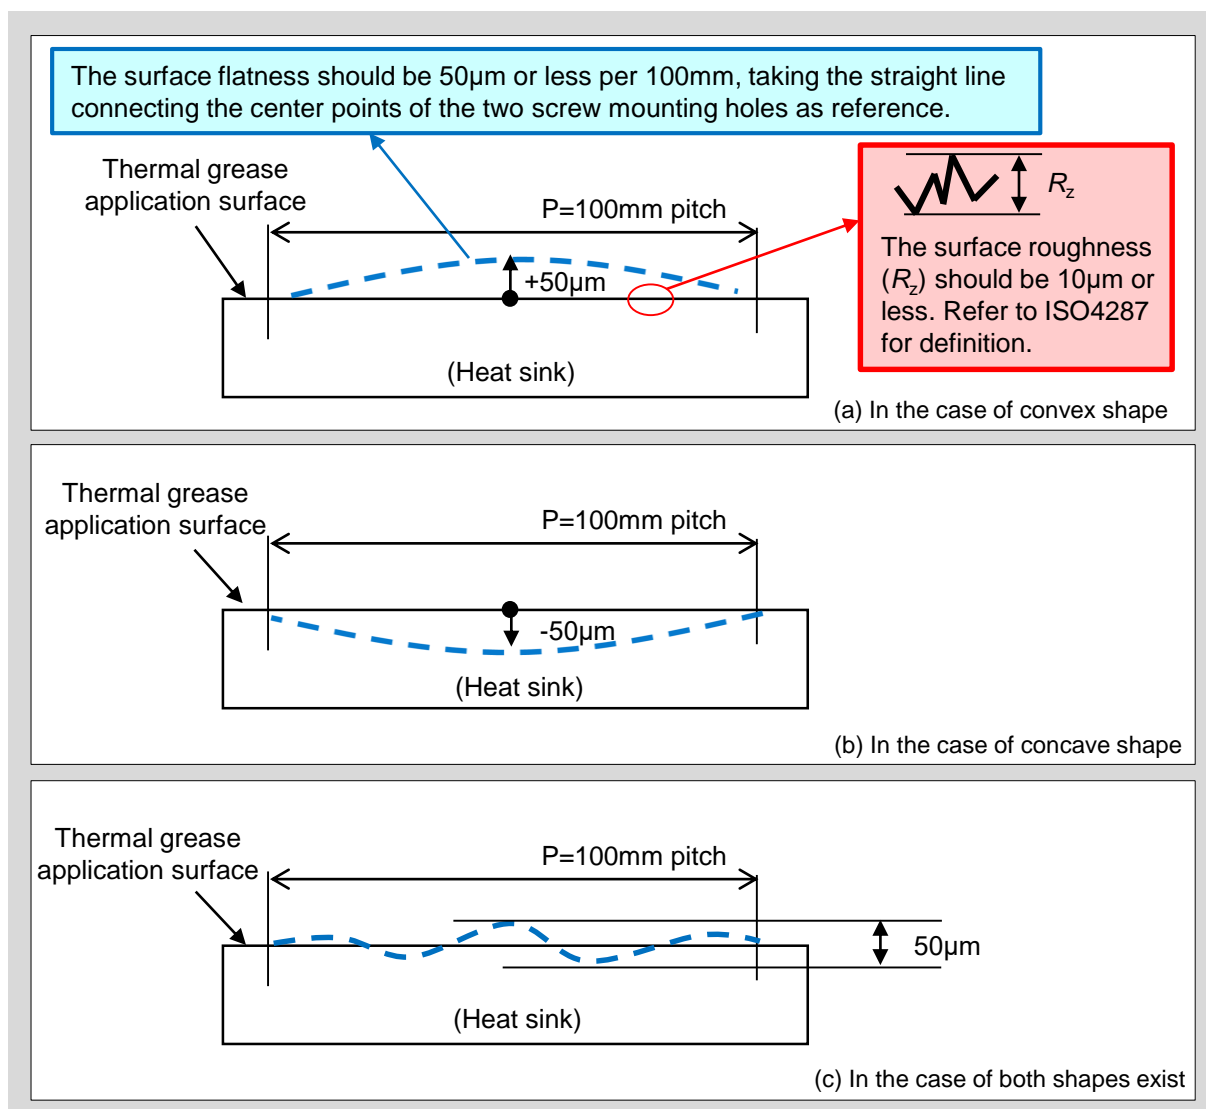 The surface flatness should be 50µm or less per 100mm, taking the straight line
connecting the center points of the two screw mounting holes as reference.
Thermal grease
application surface
P=100mm pitch
+50µm
(Heat sink)
Rz
The surface roughness
(Rz) should be 10µm or
less. Refer to ISO4287
for definition.
(a) In the case of convex shape
Thermal grease
application surface
P=100mm pitch
-50µm
(Heat sink)
(b) In the case of concave shape
Thermal grease
application surface
P=100mm pitch
50µm
(Heat sink)
(c) In the case of both shapes exist